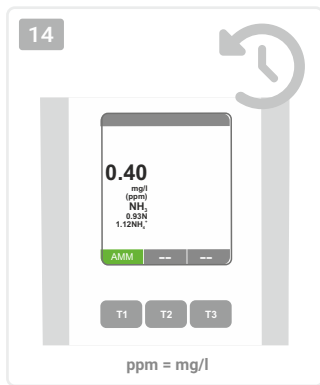 14
0.40
mg/l
(ppm)
NH₃
0.93N
1.12NH₄⁺
AMM -- --
T1 T2 T3
ppm = mg/l